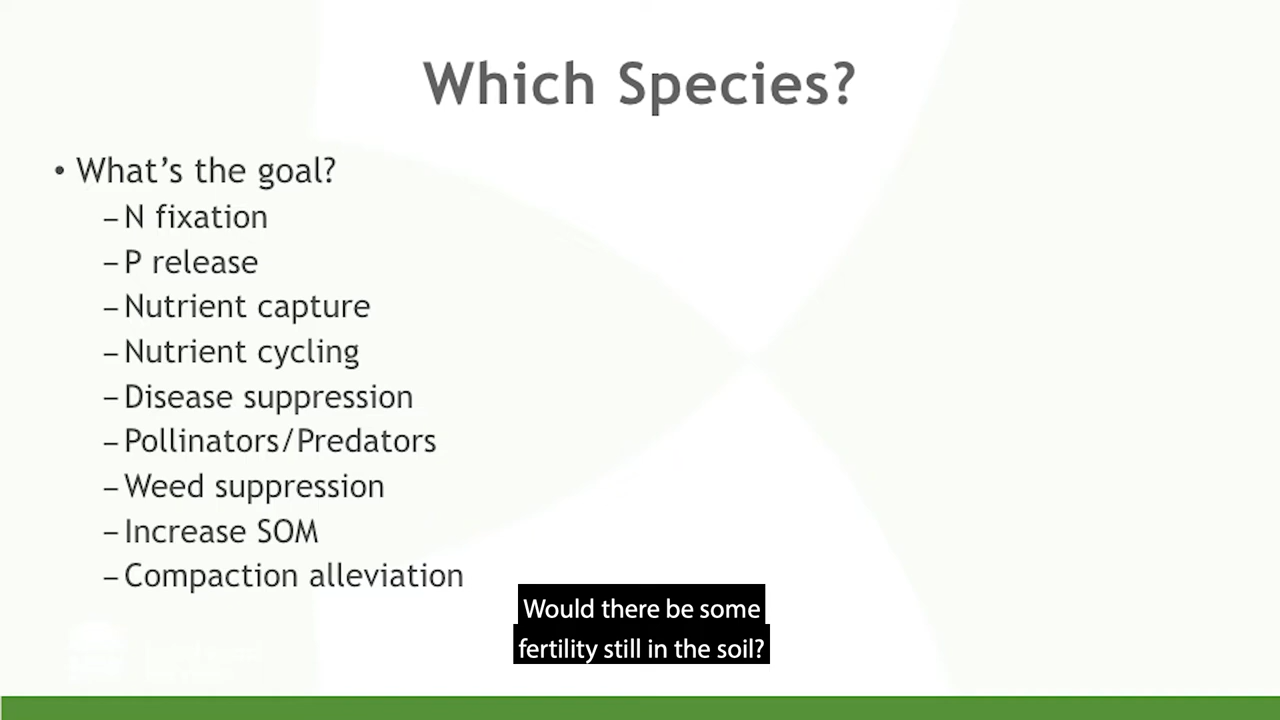 Which Species?
• What's the goal?
– N fixation
– P release
– Nutrient capture
– Nutrient cycling
– Disease suppression
– Pollinators/Predators
– Weed suppression
– Increase SOM
– Compaction alleviation
Would there be some
fertility still in the soil?